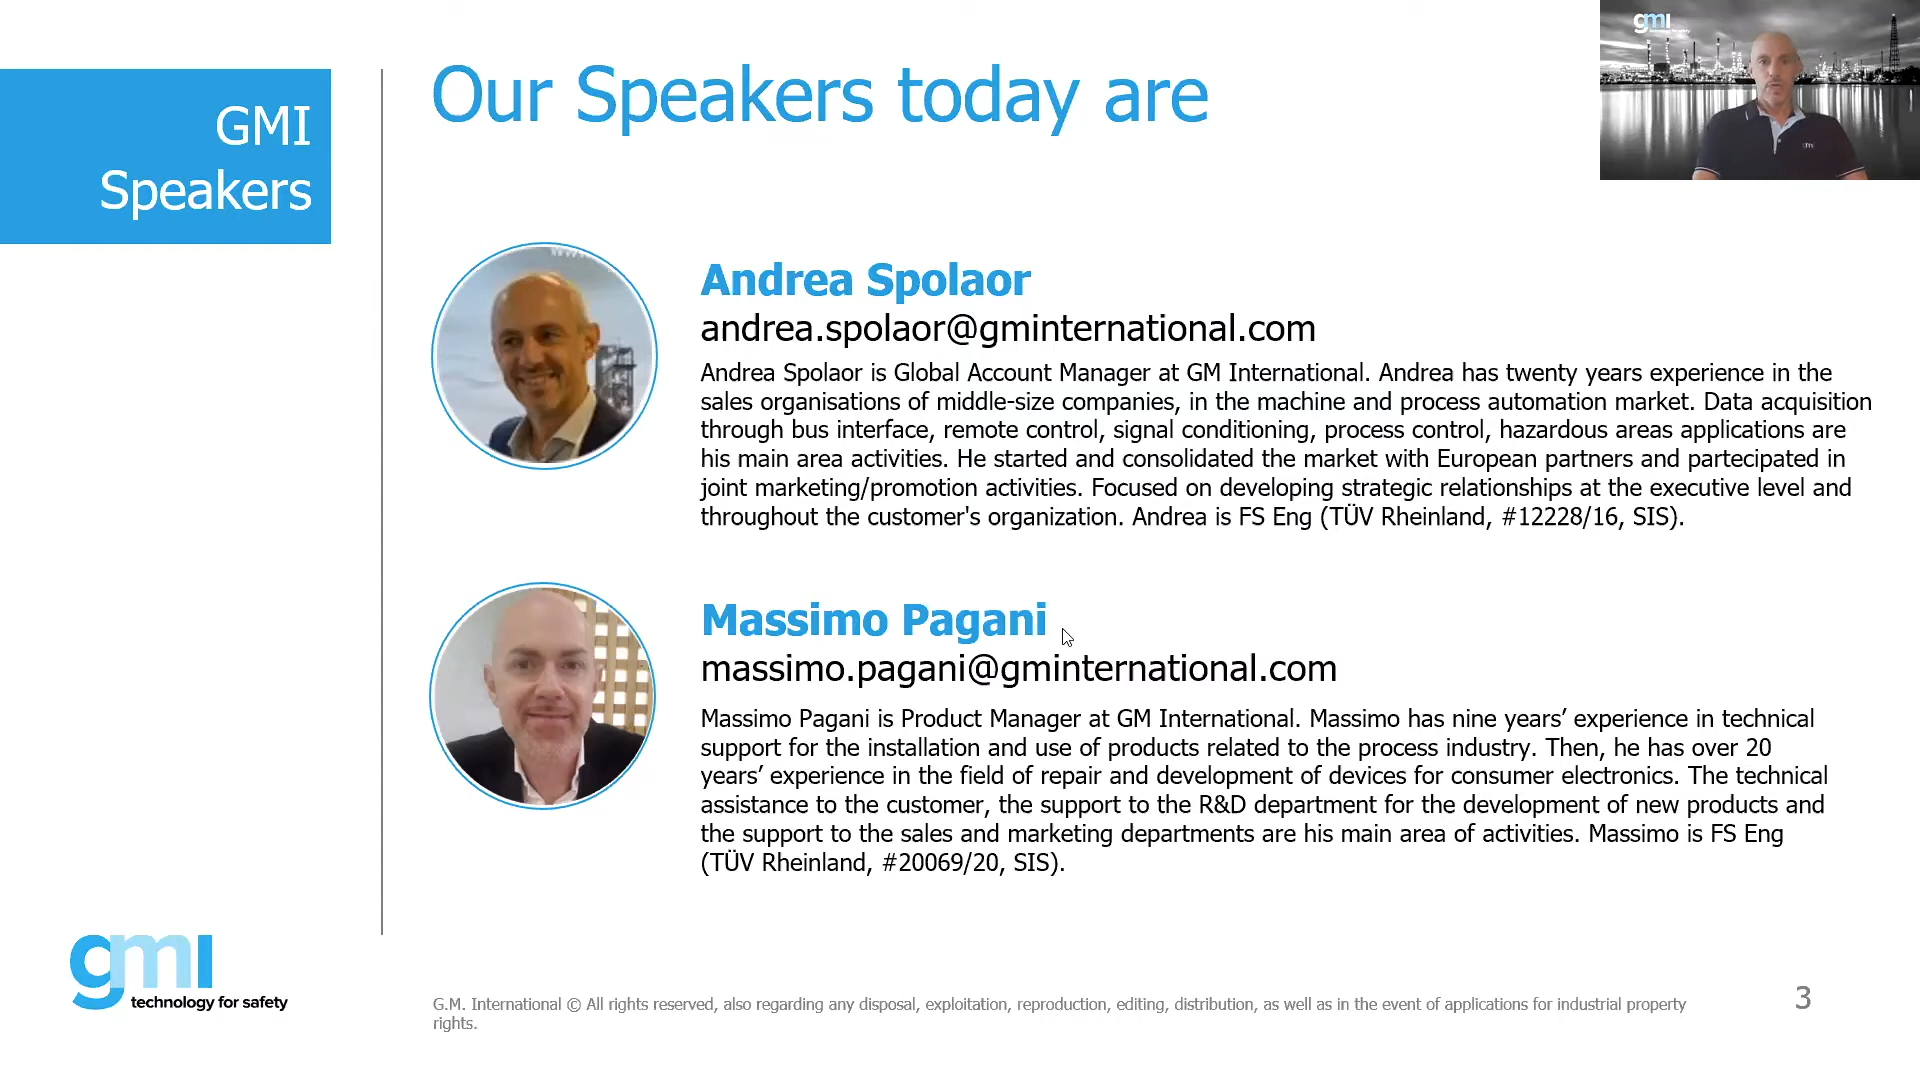 GMI
Speakers
Our Speakers today are
gmi
Andrea Spolaor
andrea.spolaor@gminternational.com
Andrea Spolaor is Global Account Manager at GM International. Andrea has twenty years experience in the
sales organisations of middle-size companies, in the machine and process automation market. Data acquisition
through bus interface, remote control, signal conditioning, process control, hazardous areas applications are
his main area activities. He started and consolidated the market with European partners and partecipated in
joint marketing/promotion activities. Focused on developing strategic relationships at the executive level and
throughout the customer's organization. Andrea is FS Eng (TÜV Rheinland, #12228/16, SIS).
Massimo Pagani
massimo.pagani@gminternational.com
Massimo Pagani is Product Manager at GM International. Massimo has nine years’ experience in technical
support for the installation and use of products related to the process industry. Then, he has over 20
years’ experience in the field of repair and development of devices for consumer electronics. The technical
assistance to the customer, the support to the R&D department for the development of new products and
the support to the sales and marketing departments are his main area of activities. Massimo is FS Eng
(TÜV Rheinland, #20069/20, SIS).
gmi
technology for safety
G.M. International © All rights reserved, also regarding any disposal, exploitation, reproduction, editing, distribution, as well as in the event of applications for industrial property
rights.
3